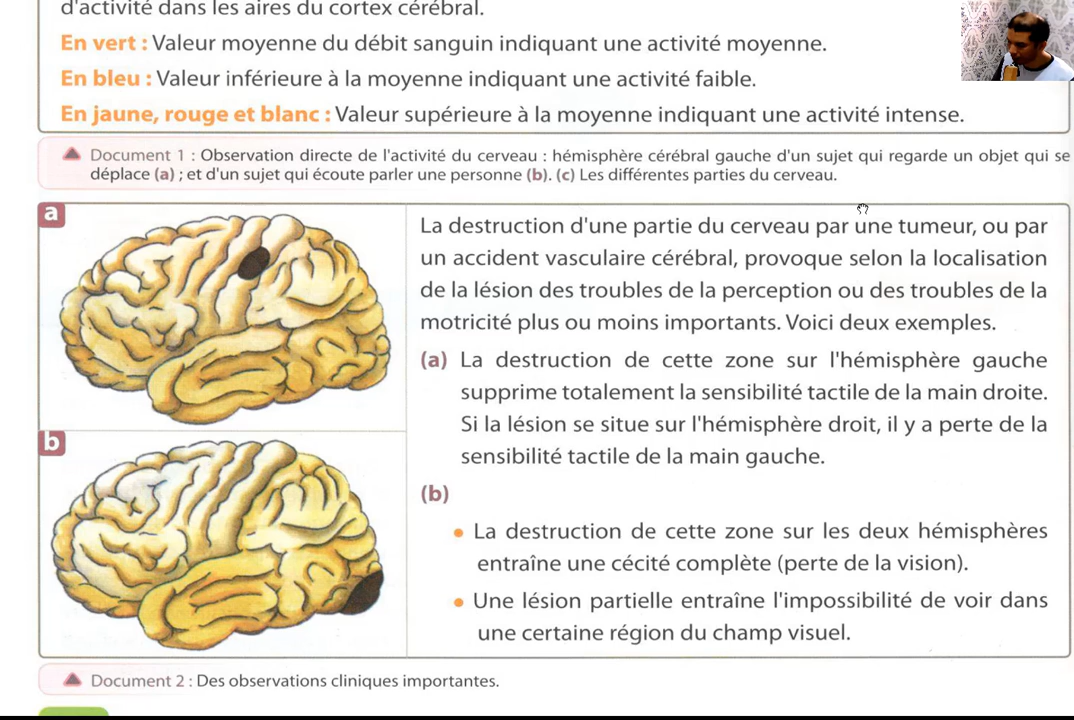 d'activité dans les aires du cortex cérébral.
En vert : Valeur moyenne du débit sanguin indiquant une activité moyenne.
En bleu : Valeur inférieure à la moyenne indiquant une activité faible.
En jaune, rouge et blanc : Valeur supérieure à la moyenne indiquant une activité intense.
Document 1 : Observation directe de l'activité du cerveau : hémisphère cérébral gauche d'un sujet qui regarde un objet qui se
déplace (a) ; et d'un sujet qui écoute parler une personne (b). (c) Les différentes parties du cerveau.
a
La destruction d'une partie du cerveau par une tumeur, ou par
un accident vasculaire cérébral, provoque selon la localisation
de la lésion des troubles de la perception ou des troubles de la
motricité plus ou moins importants. Voici deux exemples.
(a) La destruction de cette zone sur l'hémisphère gauche
supprime totalement la sensibilité tactile de la main droite.
Si la lésion se situe sur l'hémisphère droit, il y a perte de la
sensibilité tactile de la main gauche.
b
(b)
• La destruction de cette zone sur les deux hémisphères
entraîne une cécité complète (perte de la vision).
• Une lésion partielle entraîne l'impossibilité de voir dans
une certaine région du champ visuel.
Document 2 : Des observations cliniques importantes.